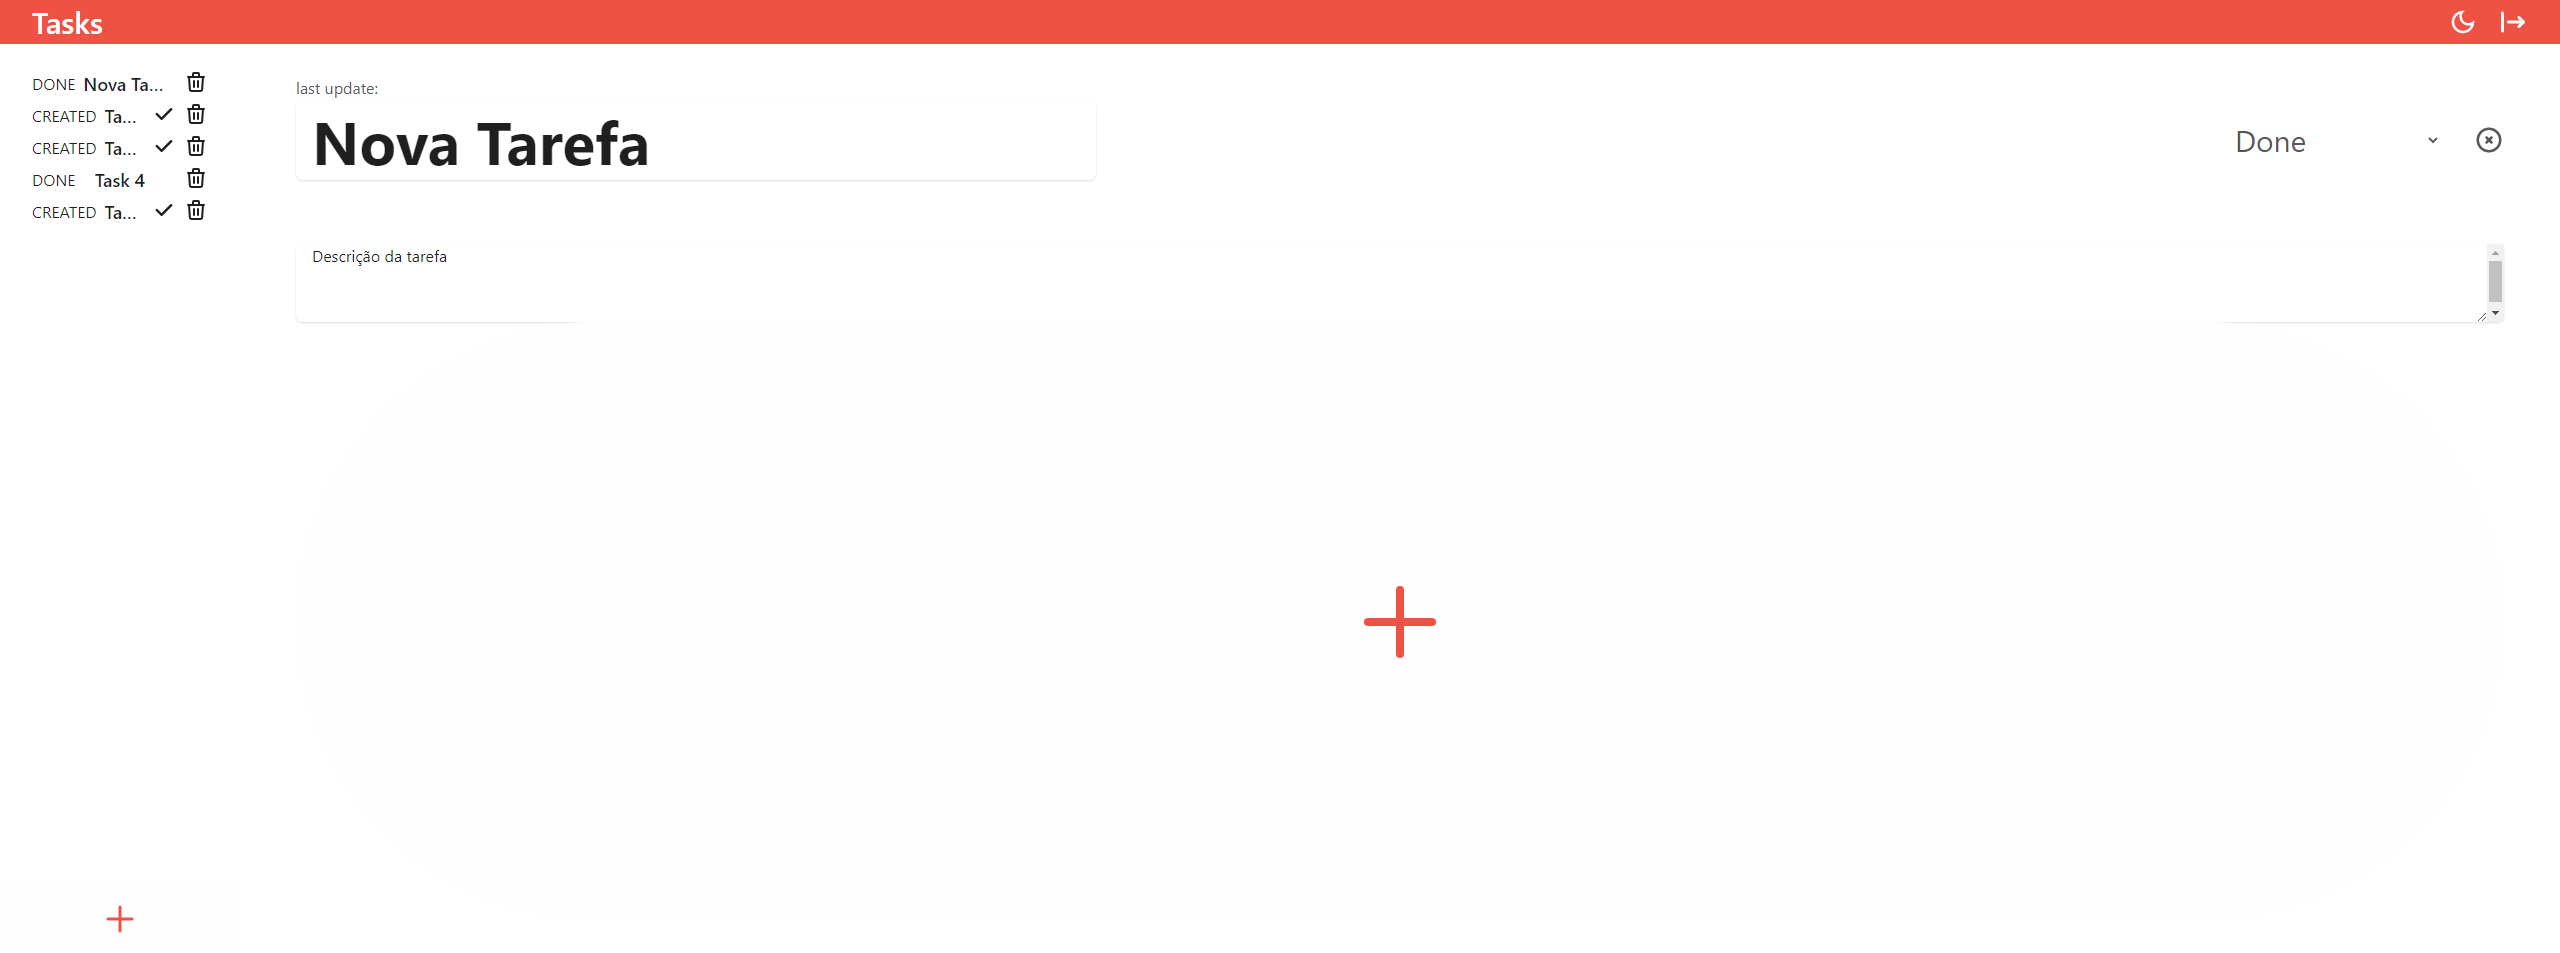 Tasks
DONE Nova Ta...
CREATED Ta...
CREATED Ta...
DONE Task 4
CREATED Ta...
last update:
Nova Tarefa
Done
Descrição da tarefa